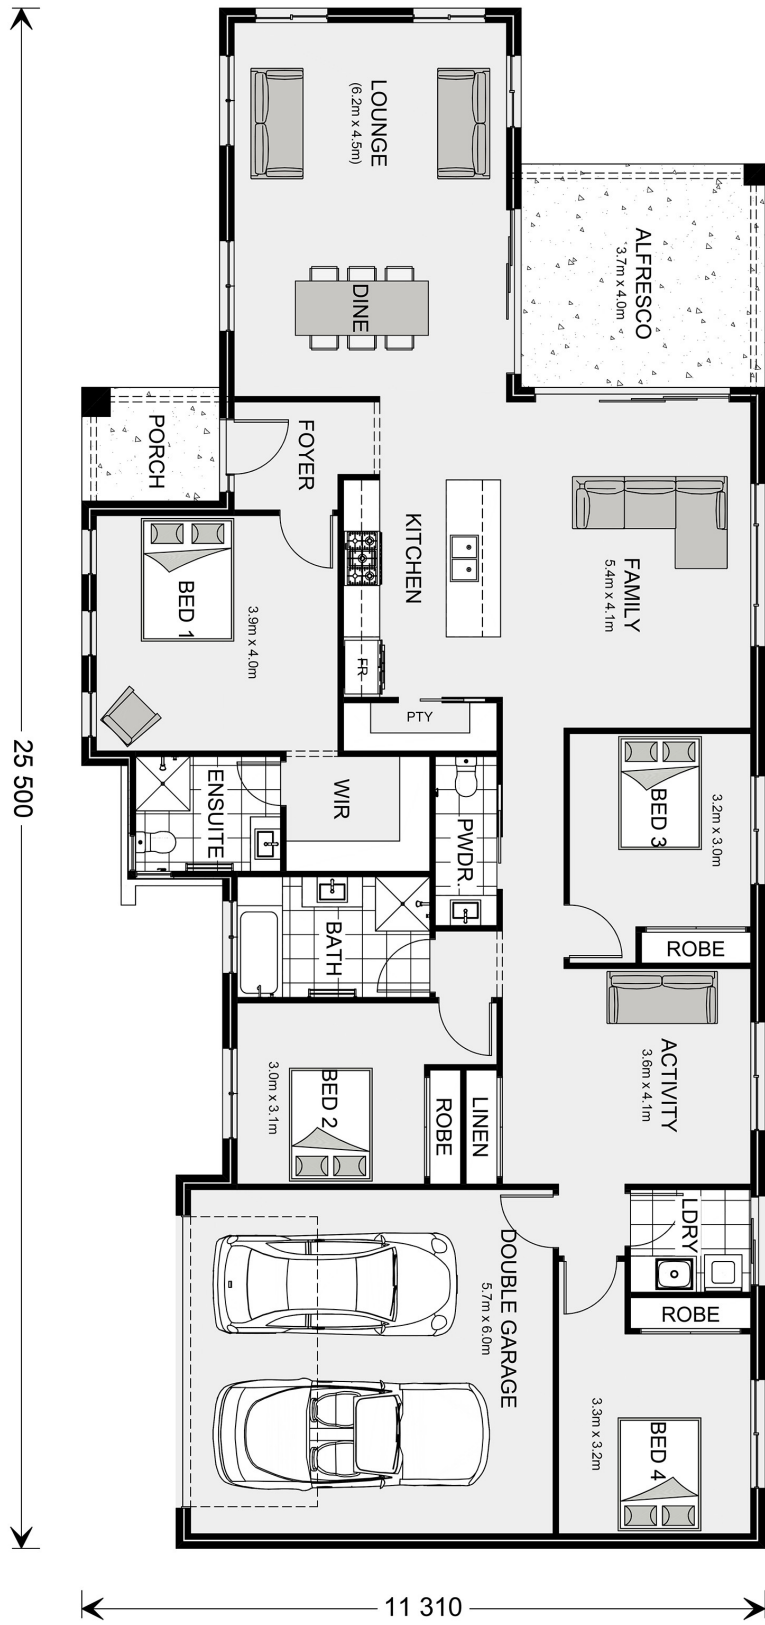 LOUNGE
(6.2m x 4.5m)
DINE
ALFRESCO
3.7m x 4.0m
PORCH
FOYER
KITCHEN
FAMILY
5.4m x 4.1m
BED 1
3.9m x 4.0m
FR
PTY
ENSUITE
WIR
PWDR.
BED 3
3.2m x 3.0m
ROBE
BATH
ACTIVITY
3.6m x 4.1m
BED 2
3.0m x 3.1m
ROBE
LINEN
LDRY
ROBE
DOUBLE GARAGE
5.7m x 6.0m
BED 4
3.3m x 3.2m
25 500
11 310